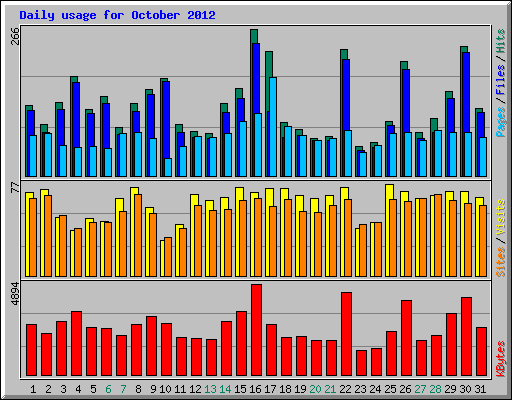 Daily usage for October 2012
266
Pages / Files / Hits
77
Sites / Visits
4894
KBytes
1 2 3 4 5 6 7 8 9 10 11 12 13 14 15 16 17 18 19 20 21 22 23 24 25 26 27 28 29 30 31